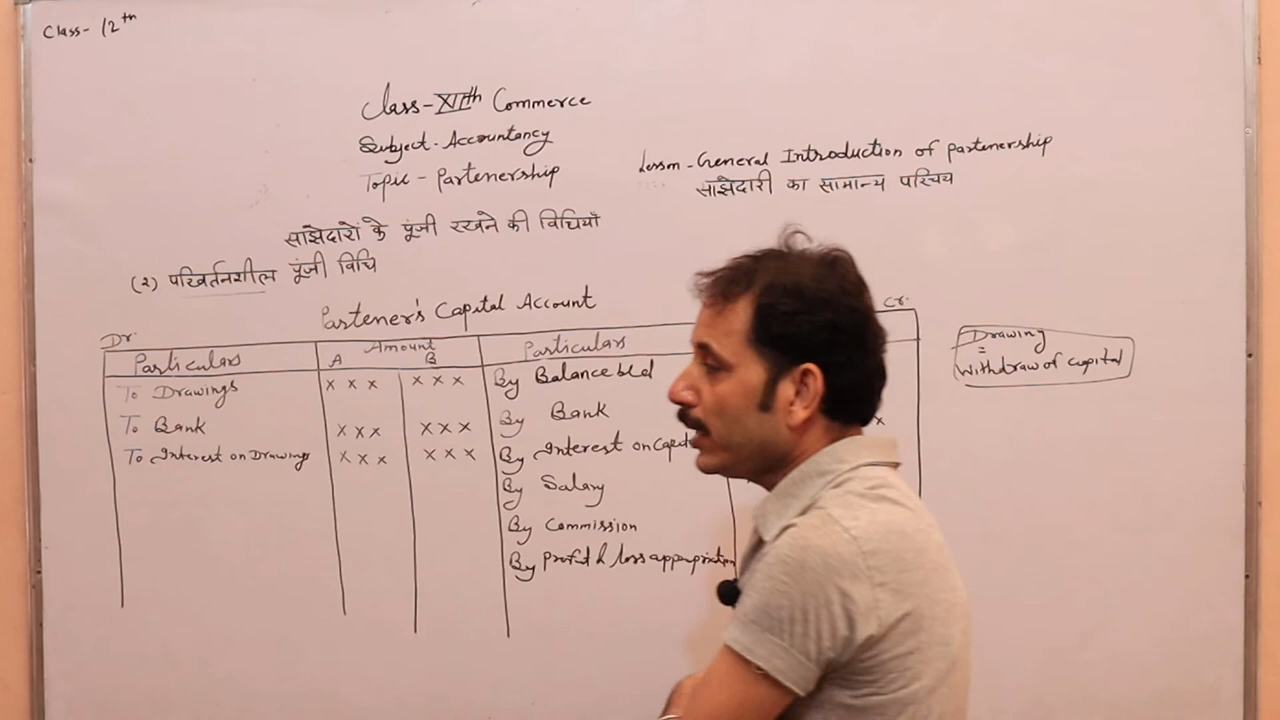 Class- 12th
Class-XIIth Commerce
Subject-Accountancy
Topic - Partenership
Lesson-General Introduction of partenership
साझेदारी का सामान्य परिचय
साझेदारों के पूंजी रखने की विधियाँ
(२) परिवर्तनशील पूंजी विधि
Partener's Capital Account
Dr. Cr.
Particulars Amount Particulars
A B
To Drawings x x x x x x By Balance b/d
To Bank x x x x x x By Bank x
To Interest on Drawings x x x x x x By Interest on
By Salary
By Commission
By Profit & loss appropriation
Drawing
=
Withdraw of capital